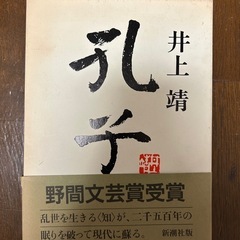 井上 靖
孔子
野間文芸賞受賞
乱世を生きる〈知〉が、二千五百年の
眠りを破って現代に蘇る。
新潮社版